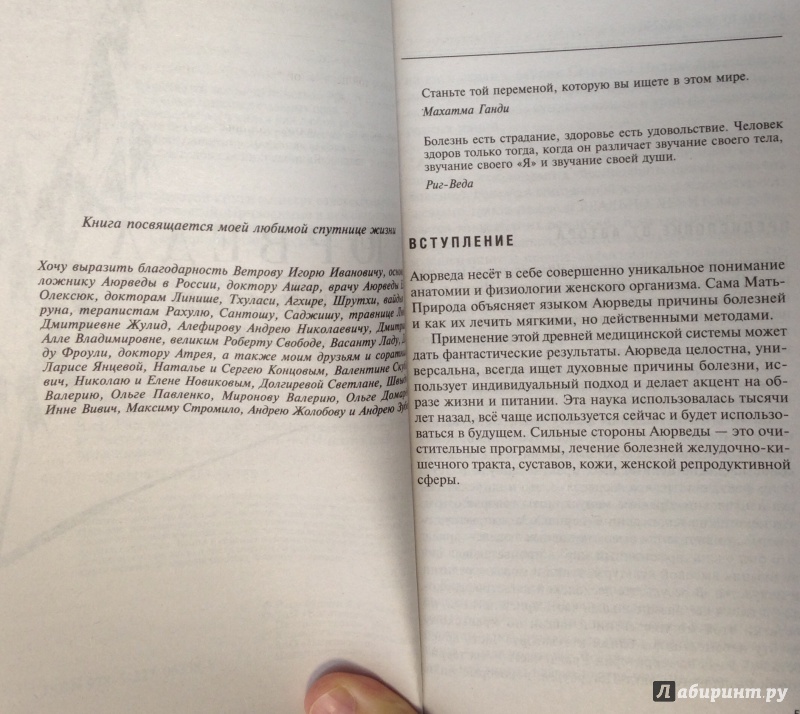 Книга посвящается моей любимой спутнице жизни
Хочу выразить благодарность Ветрову Игорю Ивановичу,
ложнику Аюрведы в России, доктору Ашгар, врачу Аюрведы
Олексюк, докторам Линише, Тхуласи, Агхире, Шрутхи,
руна, терапистам Рахулю, Сантошу, Саджишу, травнице
Дмитриевне Жулид, Алефирову Андрею Николаевичу,
Алле Владимировне, великим Роберту Свободе, Васанту Ладу,
ду Фроули, доктору Атрея, а также моим друзьям и
Ларисе Янцевой, Наталье и Сергею Концовым, Валентине
вич, Николаю и Елене Новиковым, Долгиревой Светлане,
Валерию, Ольге Павленко, Миронову Валерию, Ольге
Инне Вивич, Максиму Стромило, Андрею Жолобову и Андрею
Станьте той переменой, которую вы ищете в этом мире.
Махатма Ганди
Болезнь есть страдание, здоровье есть удовольствие. Человек
здоров только тогда, когда он различает звучание своего тела,
звучание своего «Я» и звучание своей души.
Риг-Веда
ВСТУПЛЕНИЕ
Аюрведа несёт в себе совершенно уникальное понимание
анатомии и физиологии женского организма. Сама Мать-
Природа объясняет языком Аюрведы причины болезней
и как их лечить мягкими, но действенными методами.
Применение этой древней медицинской системы может
дать фантастические результаты. Аюрведа целостна, уни-
версальна, всегда ищет духовные причины болезни, ис-
пользует индивидуальный подход и делает акцент на об-
разе жизни и питании. Эта наука использовалась тысячи
лет назад, всё чаще используется сейчас и будет использо-
ваться в будущем. Сильные стороны Аюрведы — это очи-
стительные программы, лечение болезней желудочно-ки-
шечного тракта, суставов, кожи, женской репродуктивной
сферы.
Лабиринт.ру